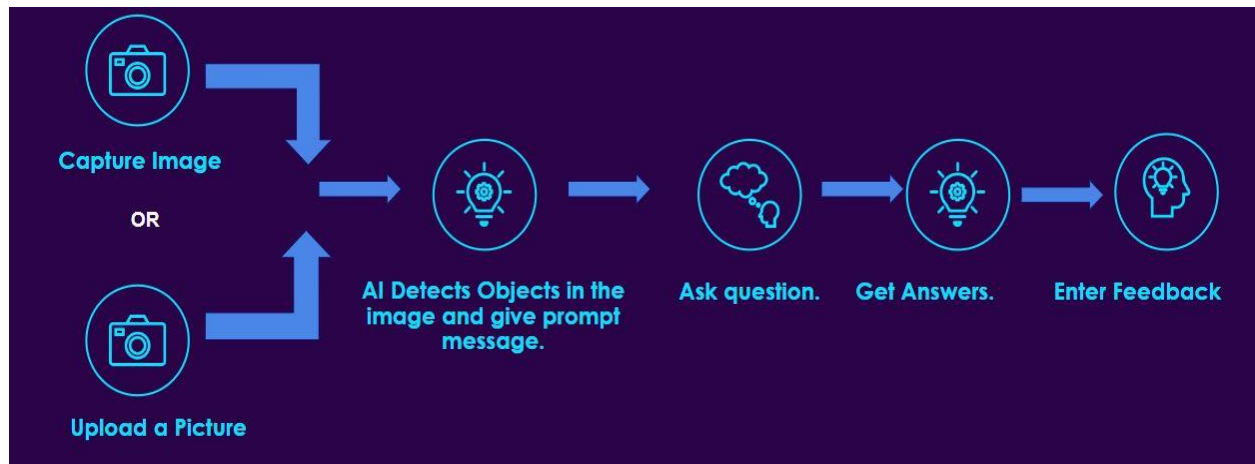 Capture Image
OR
Upload a Picture
AI Detects Objects in the
image and give prompt
message.
Ask question.
Get Answers.
Enter Feedback